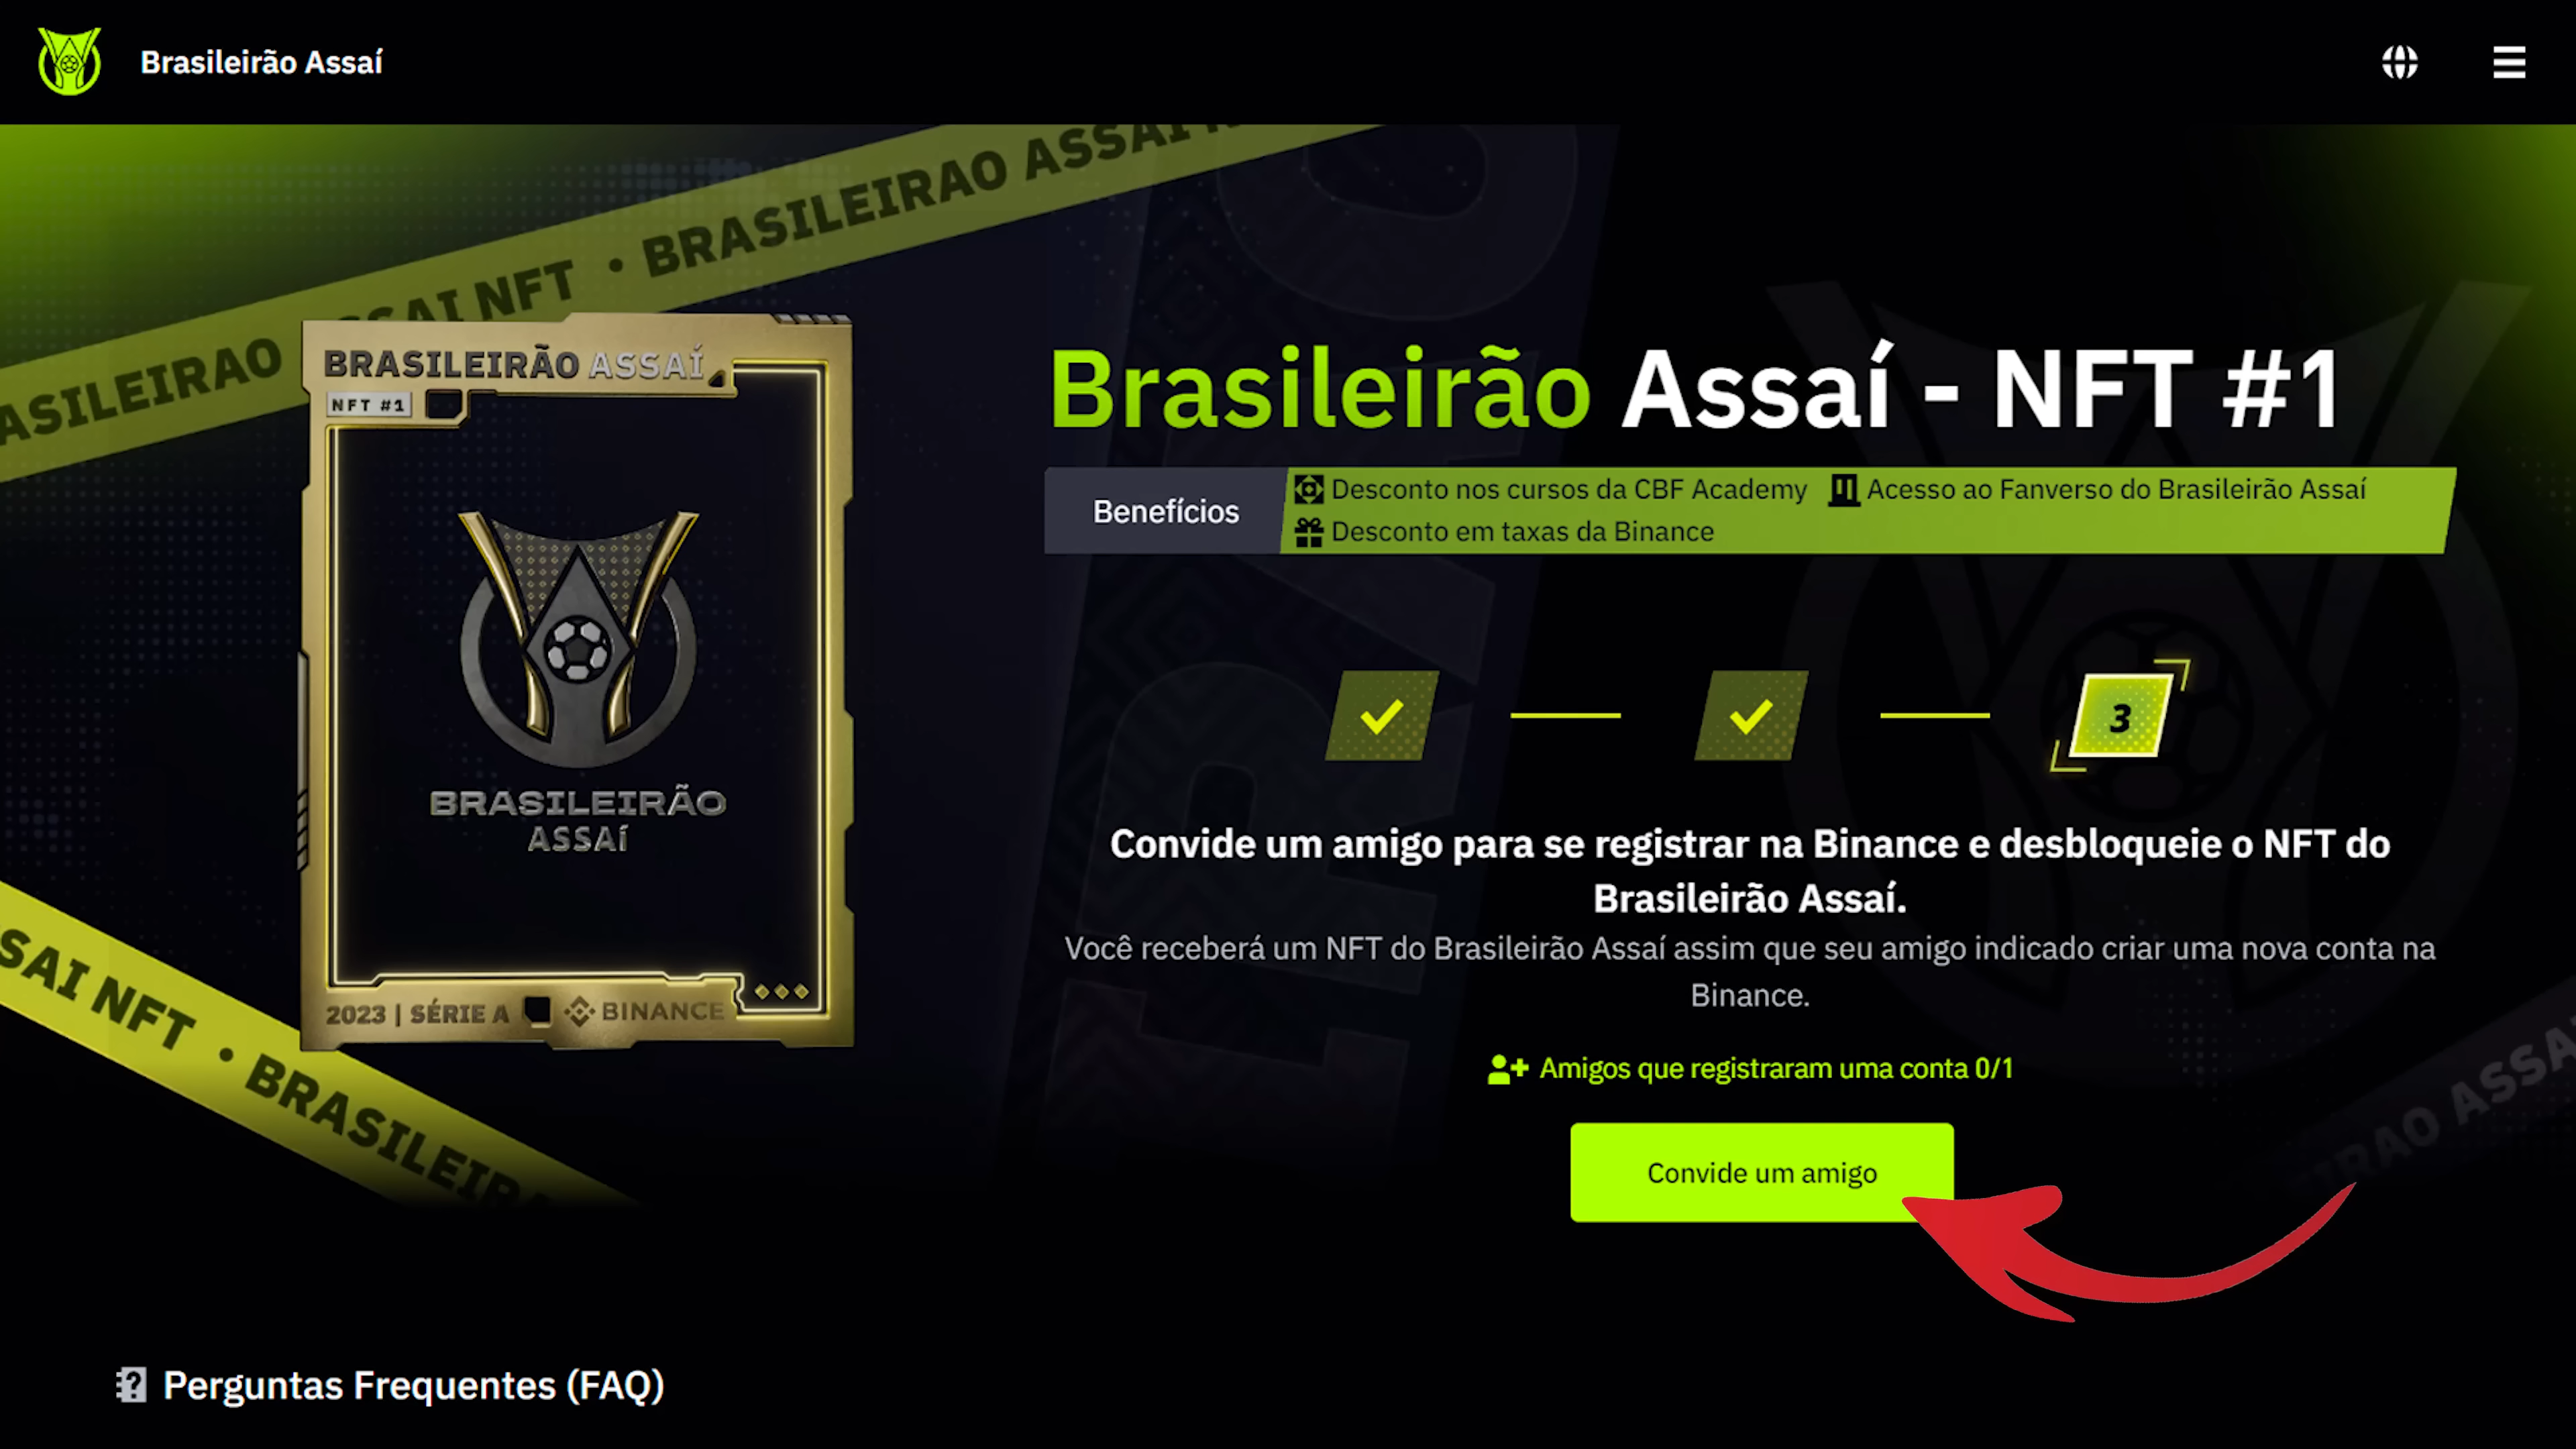 Brasileirão Assaí
BRASILEIRAO ASSAI NFT • BRASILEIRAO ASSAI
BRASILEIRÃO ASSAÍ
NFT #1
BRASILEIRÃO
ASSAÍ
2023 | SÉRIE A BINANCE
SAI NFT • BRASILEIRA
Brasileirão Assaí - NFT #1
Benefícios
Desconto nos cursos da CBF Academy Acesso ao Fanverso do Brasileirão Assaí
Desconto em taxas da Binance
3
Convide um amigo para se registrar na Binance e desbloqueie o NFT do
Brasileirão Assaí.
Você receberá um NFT do Brasileirão Assaí assim que seu amigo indicado criar uma nova conta na
Binance.
Amigos que registraram uma conta 0/1
Convide um amigo
Perguntas Frequentes (FAQ)